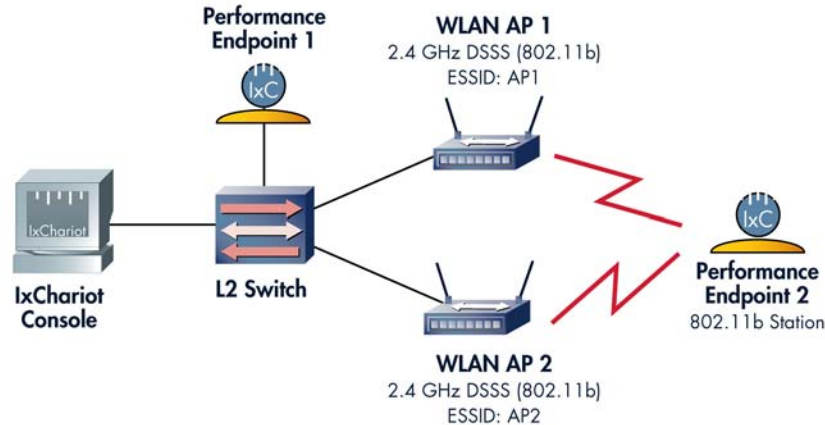 Performance
Endpoint 1
IxC
WLAN AP 1
2.4 GHz DSSS (802.11b)
ESSID: AP1
IxChariot
IxChariot
Console
L2 Switch
IxC
Performance
Endpoint 2
802.11b Station
WLAN AP 2
2.4 GHz DSSS (802.11b)
ESSID: AP2